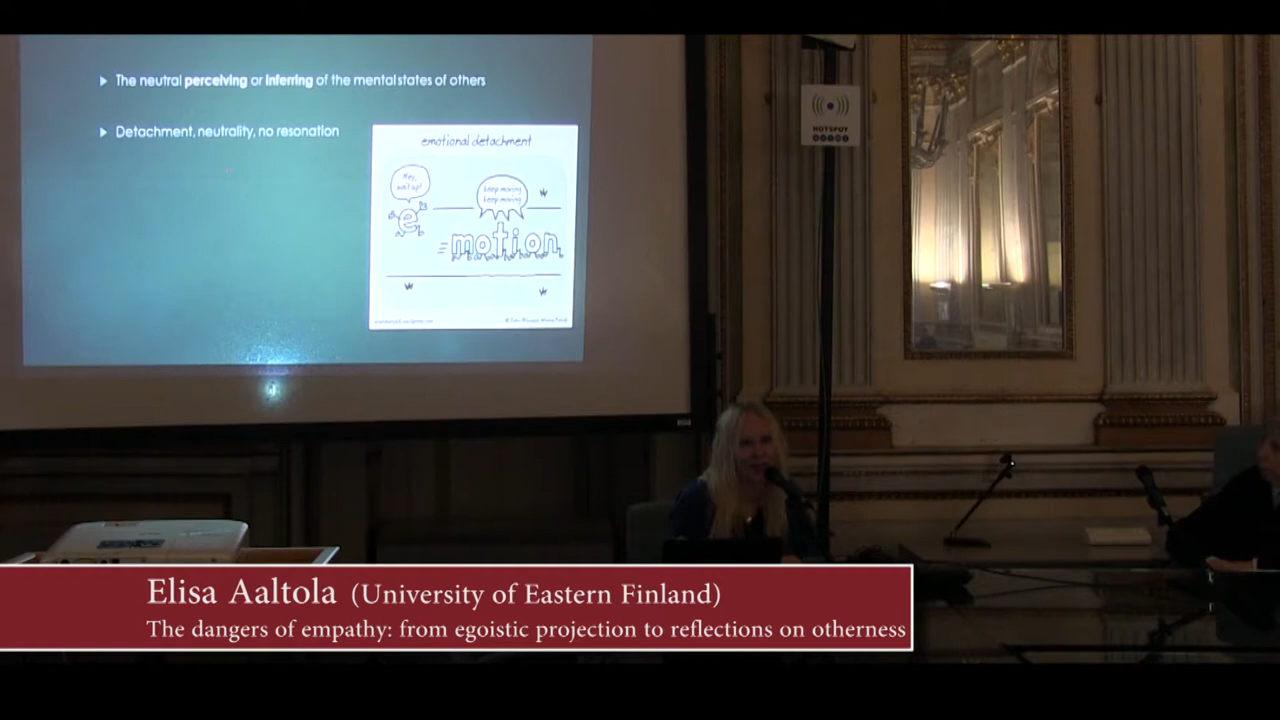 The neutral perceiving or inferring of the mental states of others
Detachment, neutrality, no resonation
emotional detachment
Hey,
wait up!
keep moving
keep moving
e
motion
HOTSPOT
Elisa Aaltola (University of Eastern Finland)
The dangers of empathy: from egoistic projection to reflections on otherness